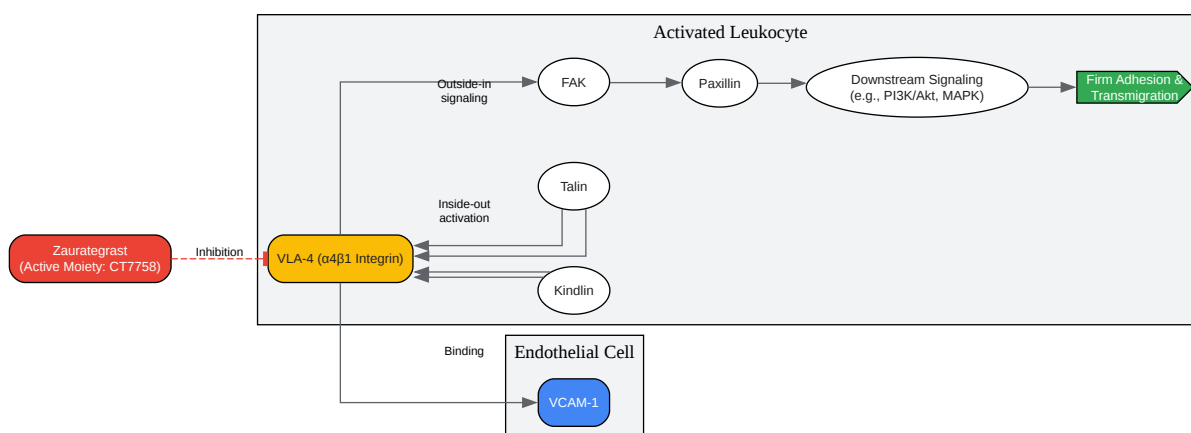 Activated Leukocyte
Outside-in
signaling
FAK
Paxillin
Downstream Signaling
(e.g., PI3K/Akt, MAPK)
Firm Adhesion &
Transmigration
Talin
Inside-out
activation
Zaurategrast
(Active Moiety: CT7758)
Inhibition
VLA-4 (α4β1 Integrin)
Kindlin
Binding
Endothelial Cell
VCAM-1